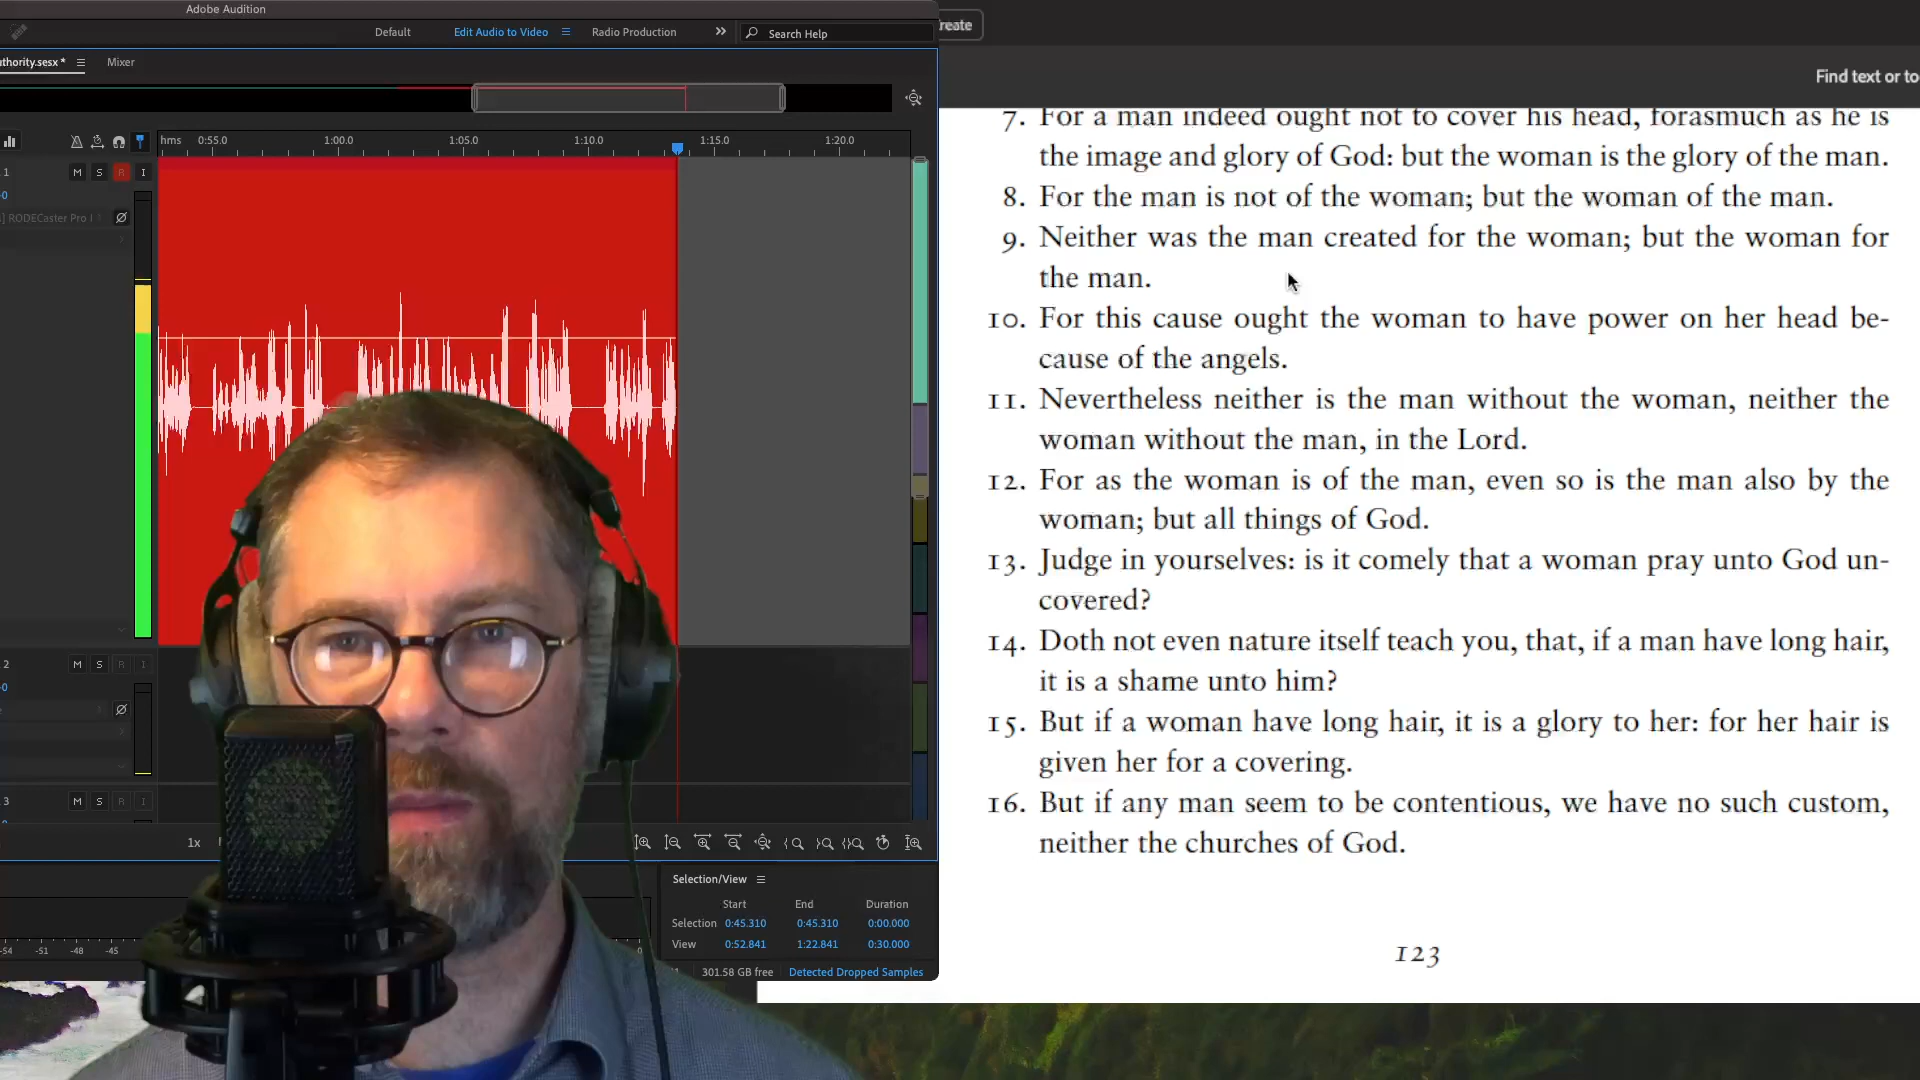 Adobe Audition
Default
Edit Audio to Video
Radio Production
Search Help
reate
thority.sesx *
Mixer
Find text or to
hms
0:55.0
1:00.0
1:05.0
1:10.0
1:15.0
1:20.0
1
M
S
R
I
RODECaster Pro I
2
M
S
R
I
3
M
S
R
I
1x
7. For a man indeed ought not to cover his head, forasmuch as he is
the image and glory of God: but the woman is the glory of the man.
8. For the man is not of the woman; but the woman of the man.
9. Neither was the man created for the woman; but the woman for
the man.
10. For this cause ought the woman to have power on her head be-
cause of the angels.
11. Nevertheless neither is the man without the woman, neither the
woman without the man, in the Lord.
12. For as the woman is of the man, even so is the man also by the
woman; but all things of God.
13. Judge in yourselves: is it comely that a woman pray unto God un-
covered?
14. Doth not even nature itself teach you, that, if a man have long hair,
it is a shame unto him?
15. But if a woman have long hair, it is a glory to her: for her hair is
given her for a covering.
16. But if any man seem to be contentious, we have no such custom,
neither the churches of God.
123
Selection/View
Start End Duration
Selection 0:45.310 0:45.310 0:00.000
View 0:52.841 1:22.841 0:30.000
-54 -51 -48 -45
0
301.58 GB free
Detected Dropped Samples